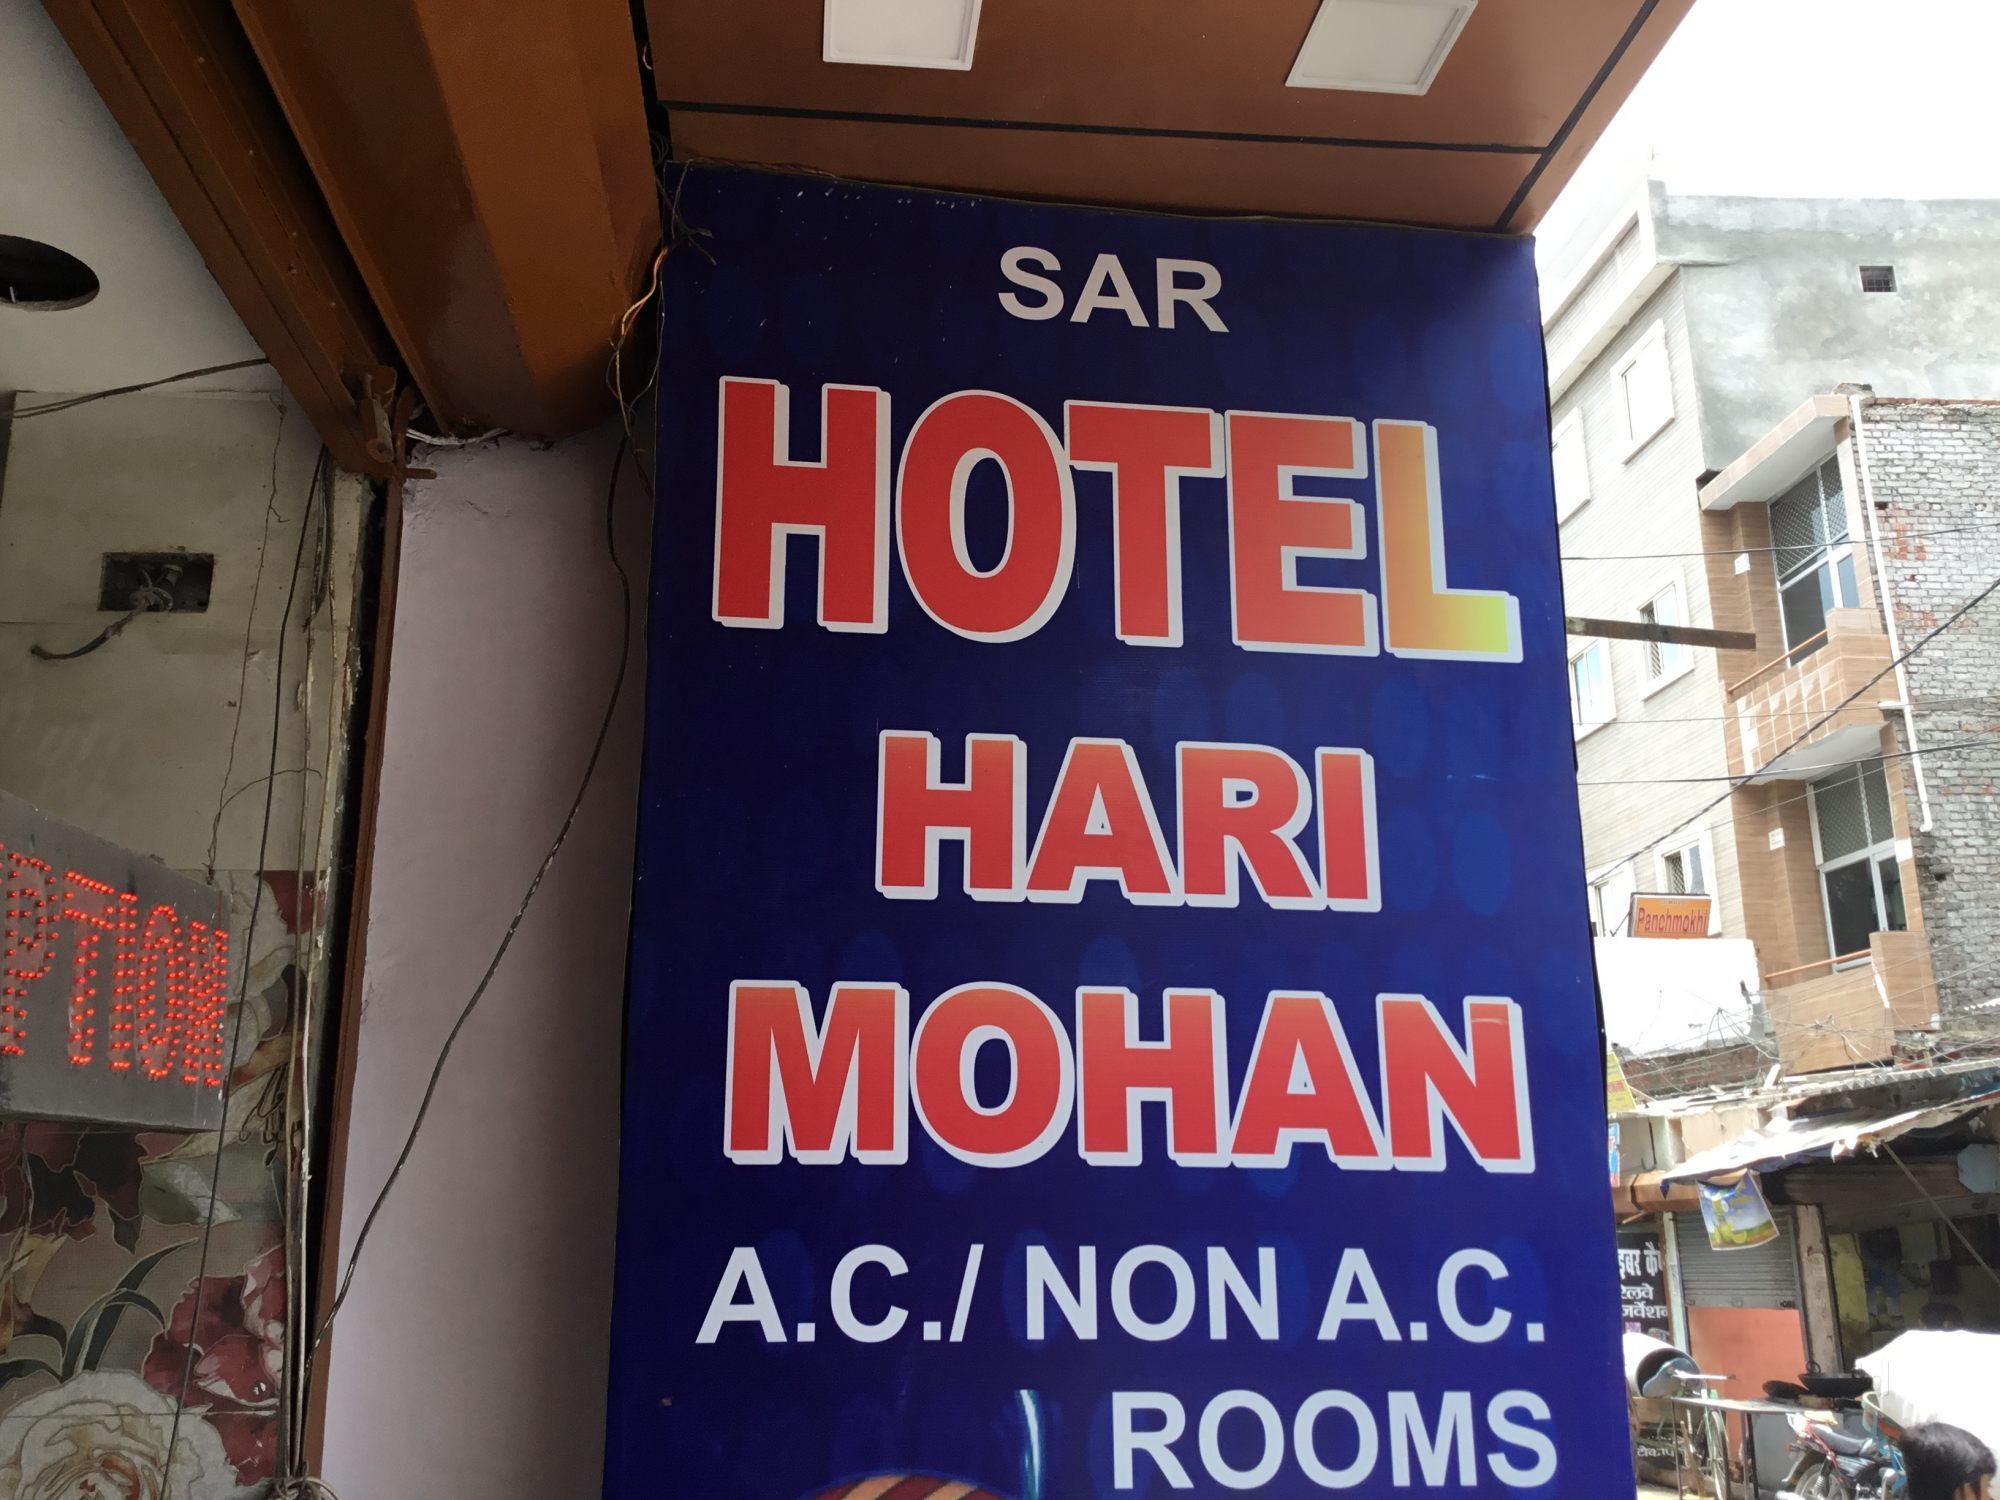 SAR
HOTEL
HARI
MOHAN
A.C./ NON A.C.
ROOMS
PTION
Panchmokhi